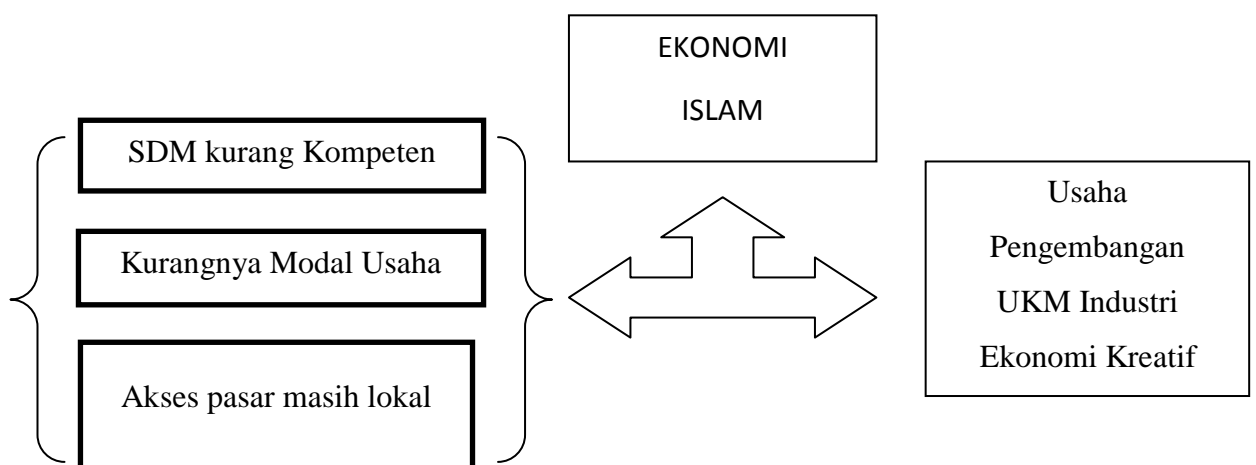 EKONOMI
ISLAM
SDM kurang Kompeten
Kurangnya Modal Usaha
Akses pasar masih lokal
Usaha
Pengembangan
UKM Industri
Ekonomi Kreatif